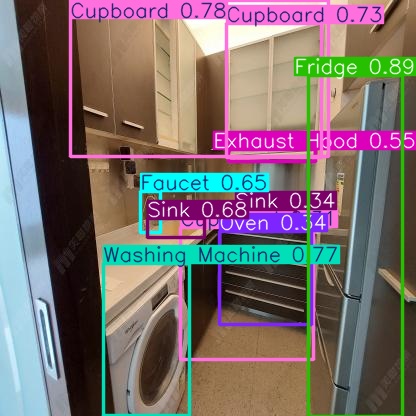 Cupboard 0.78
Cupboard 0.73
Fridge 0.89
Exhaust Hood 0.55
Faucet 0.65
Sink 0.34
Sink 0.68
Oven 0.34
Washing Machine 0.77